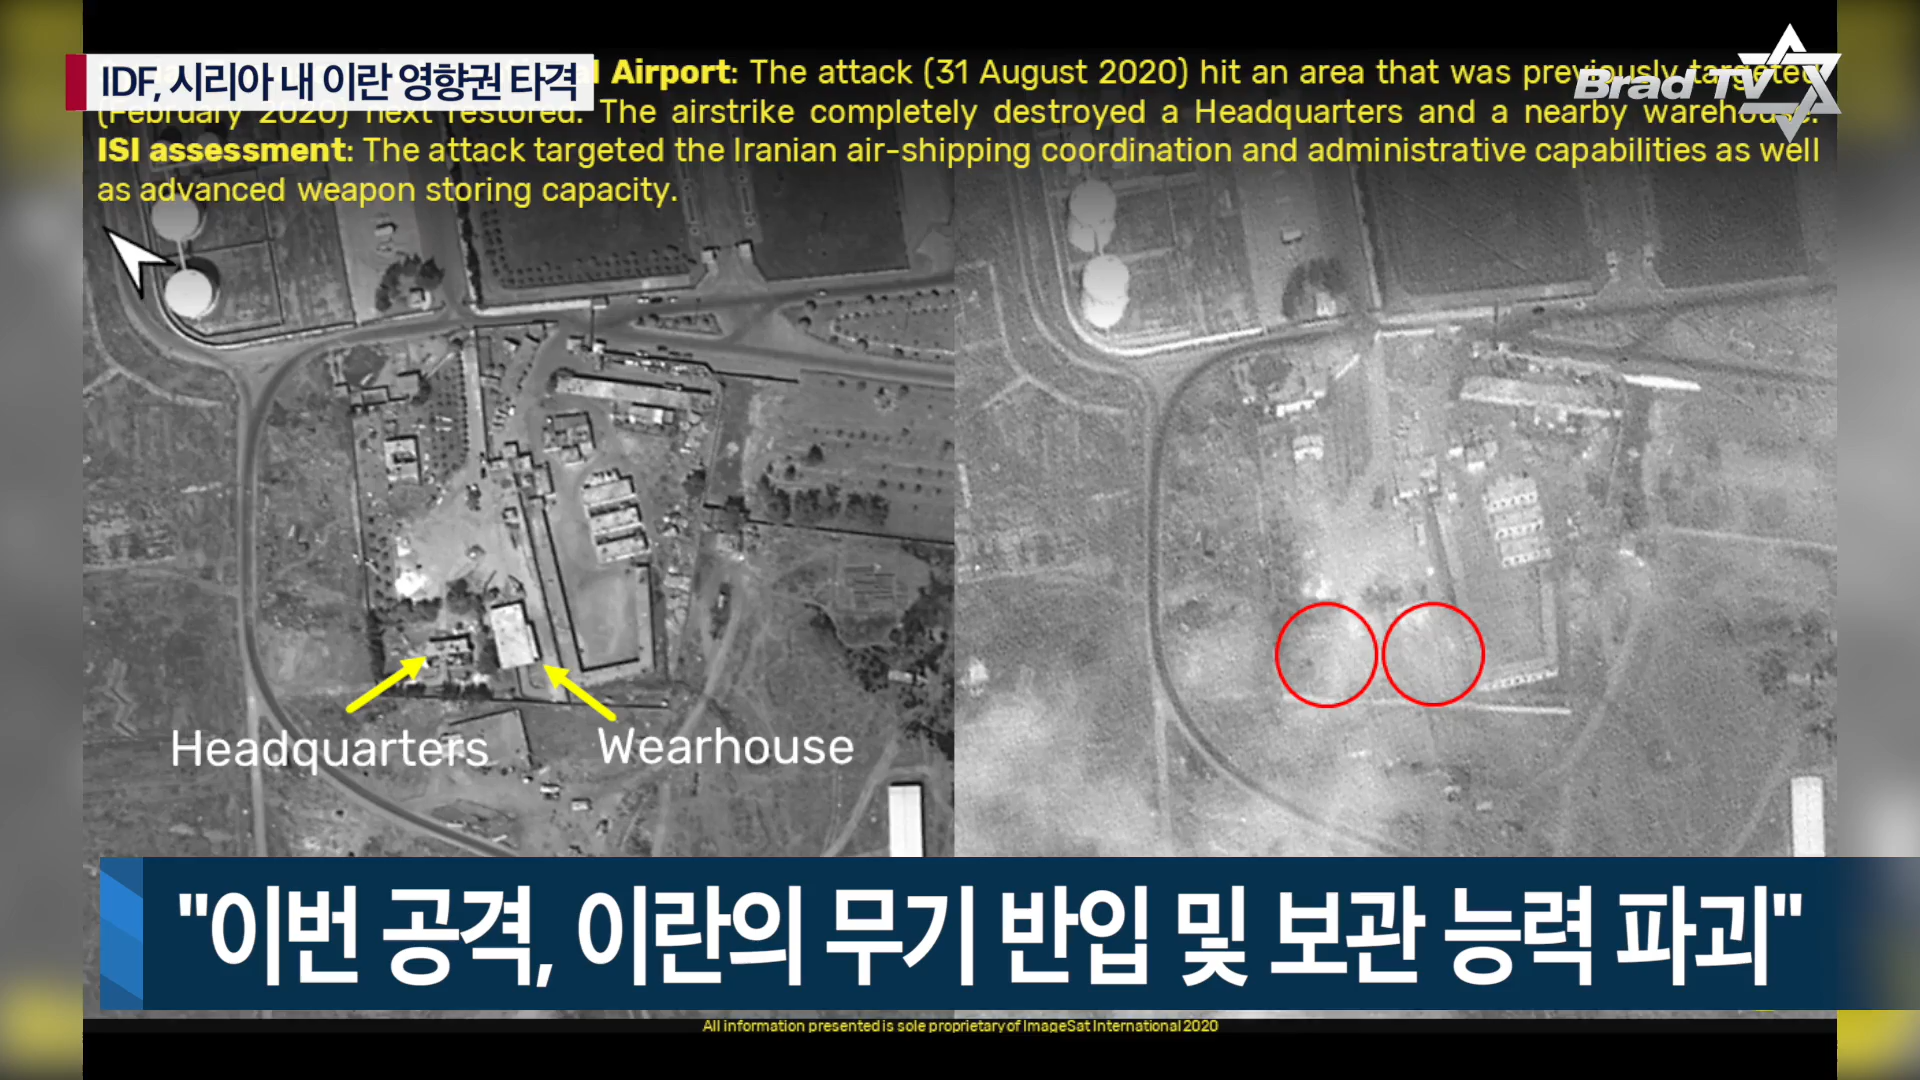 IDF, 시리아 내 이란 영향권 타격
Airport: The attack (31 August 2020) hit an area that was previously targeted
Brad TV
(February 2020) next restored. The airstrike completely destroyed a Headquarters and a nearby warehouse.
ISI assessment: The attack targeted the Iranian air-shipping coordination and administrative capabilities as well
as advanced weapon storing capacity.
Headquarters
Wearhouse
"이번 공격, 이란의 무기 반입 및 보관 능력 파괴"
All information presented is sole proprietary of ImageSat International 2020